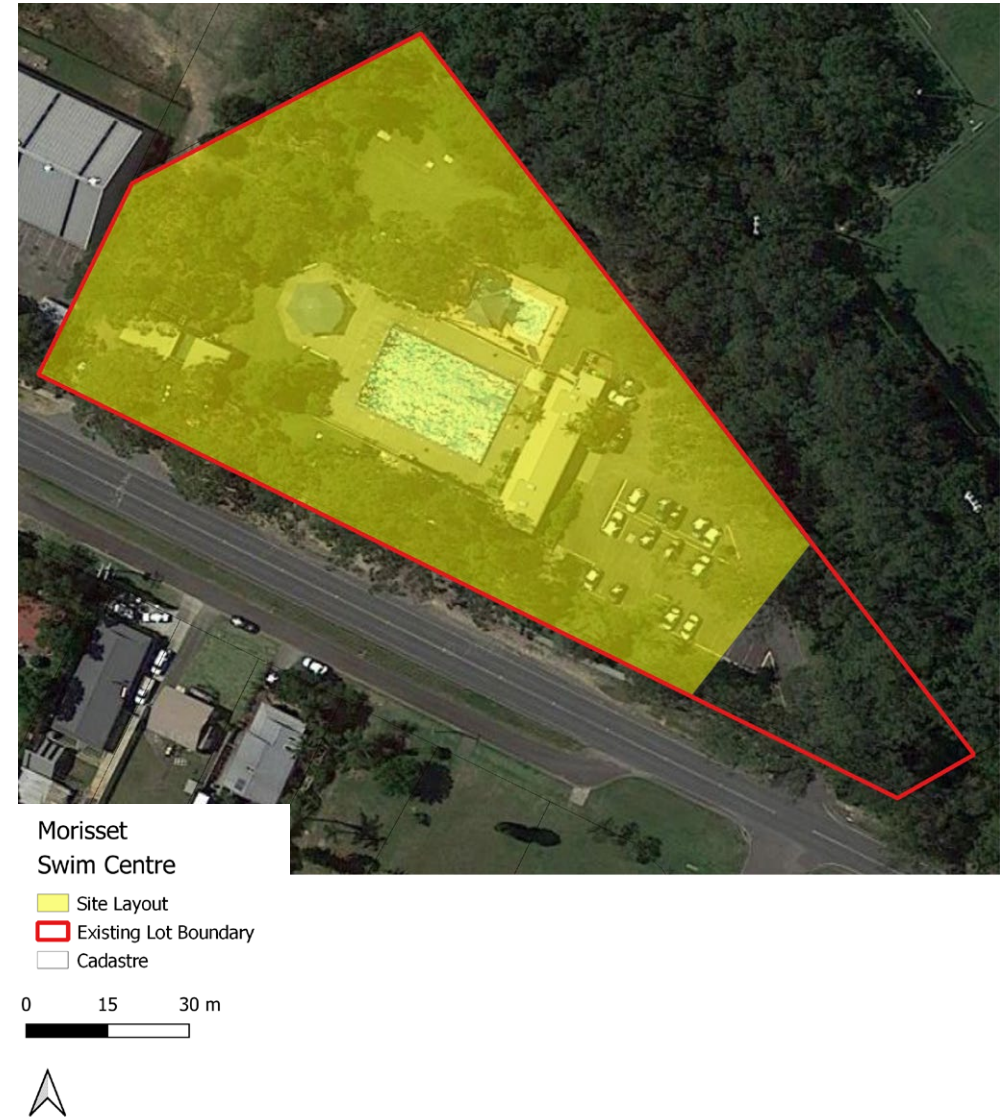 Morisset
Swim Centre
Site Layout
Existing Lot Boundary
Cadastre
0 15 30 m